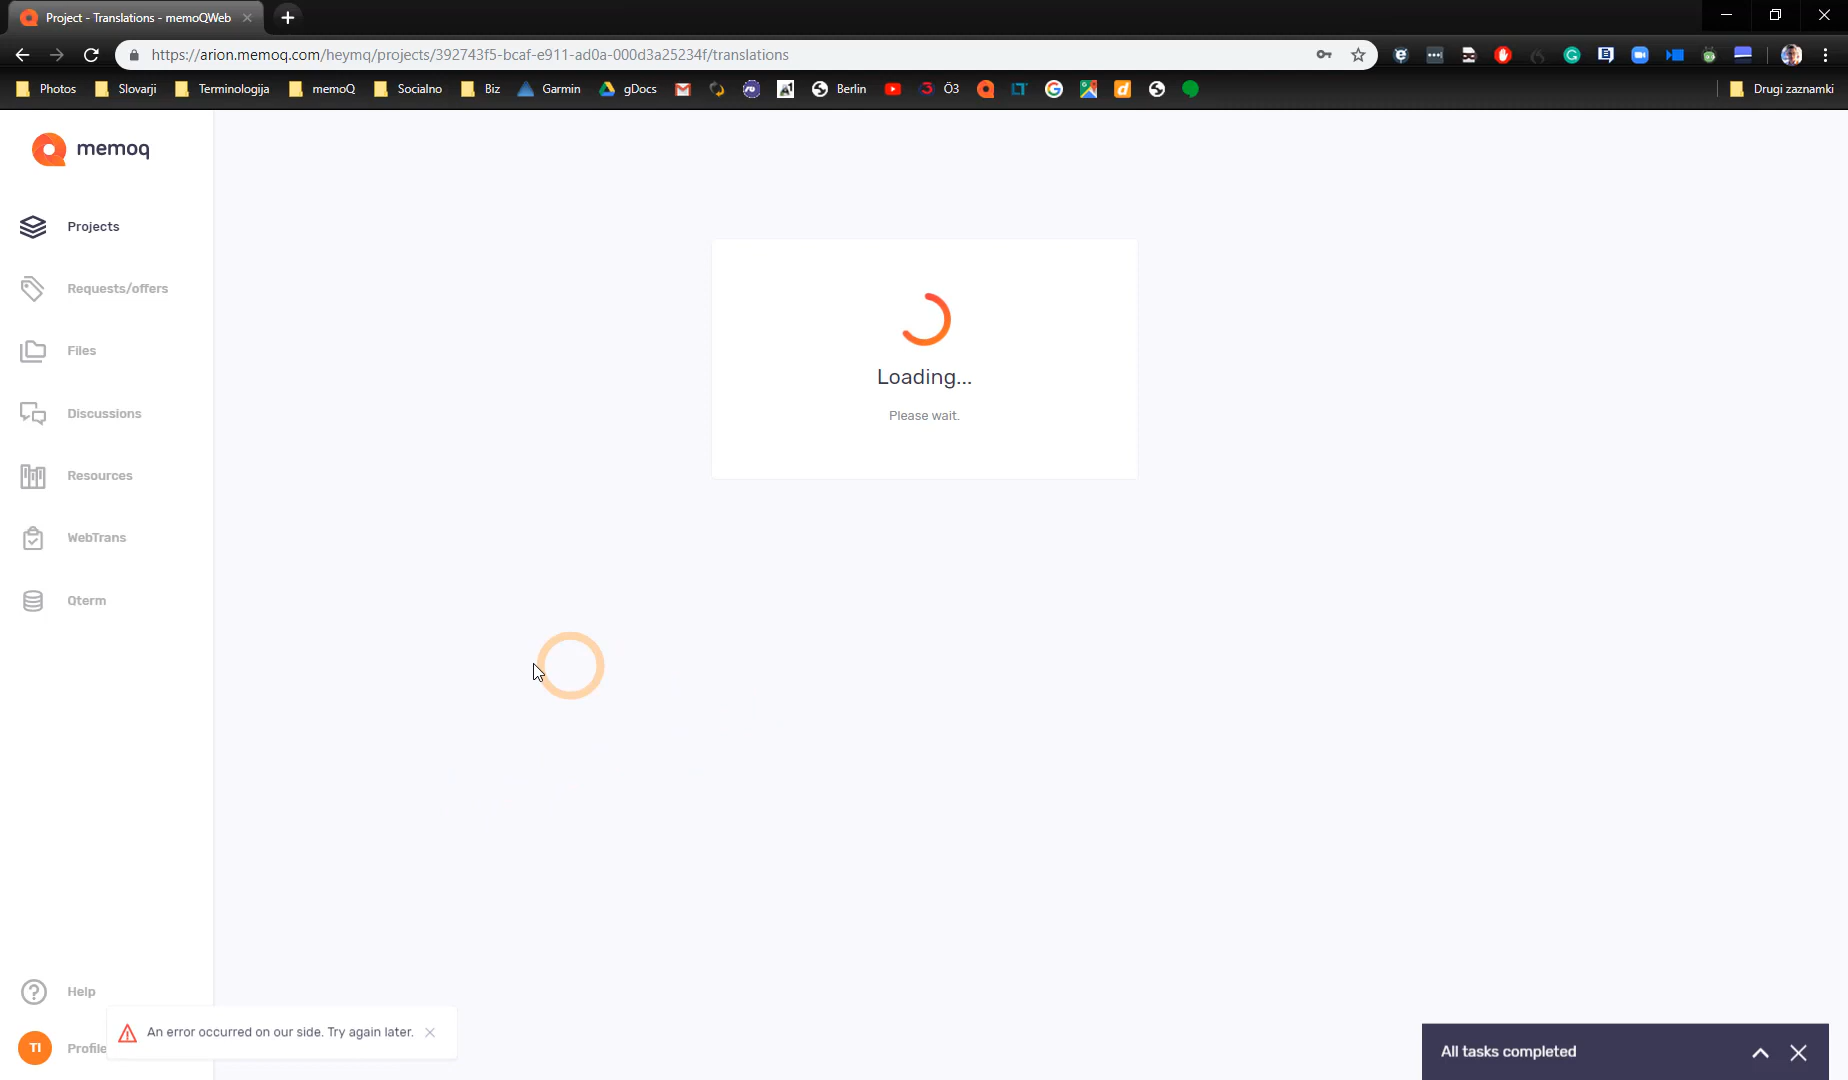 Project - Translations - memoQWeb
https://arion.memoq.com/heymq/projects/392743f5-bcaf-e911-ad0a-000d3a25234f/translations
Photos Slovarji Terminologija memoQ Socialno Biz Garmin gDocs Berlin Ö3 Drugi zaznamki
memoq
Projects
Requests/offers
Files
Discussions
Resources
WebTrans
Qterm
Loading...
Please wait.
Help
TI Profile
An error occurred on our side. Try again later.
All tasks completed